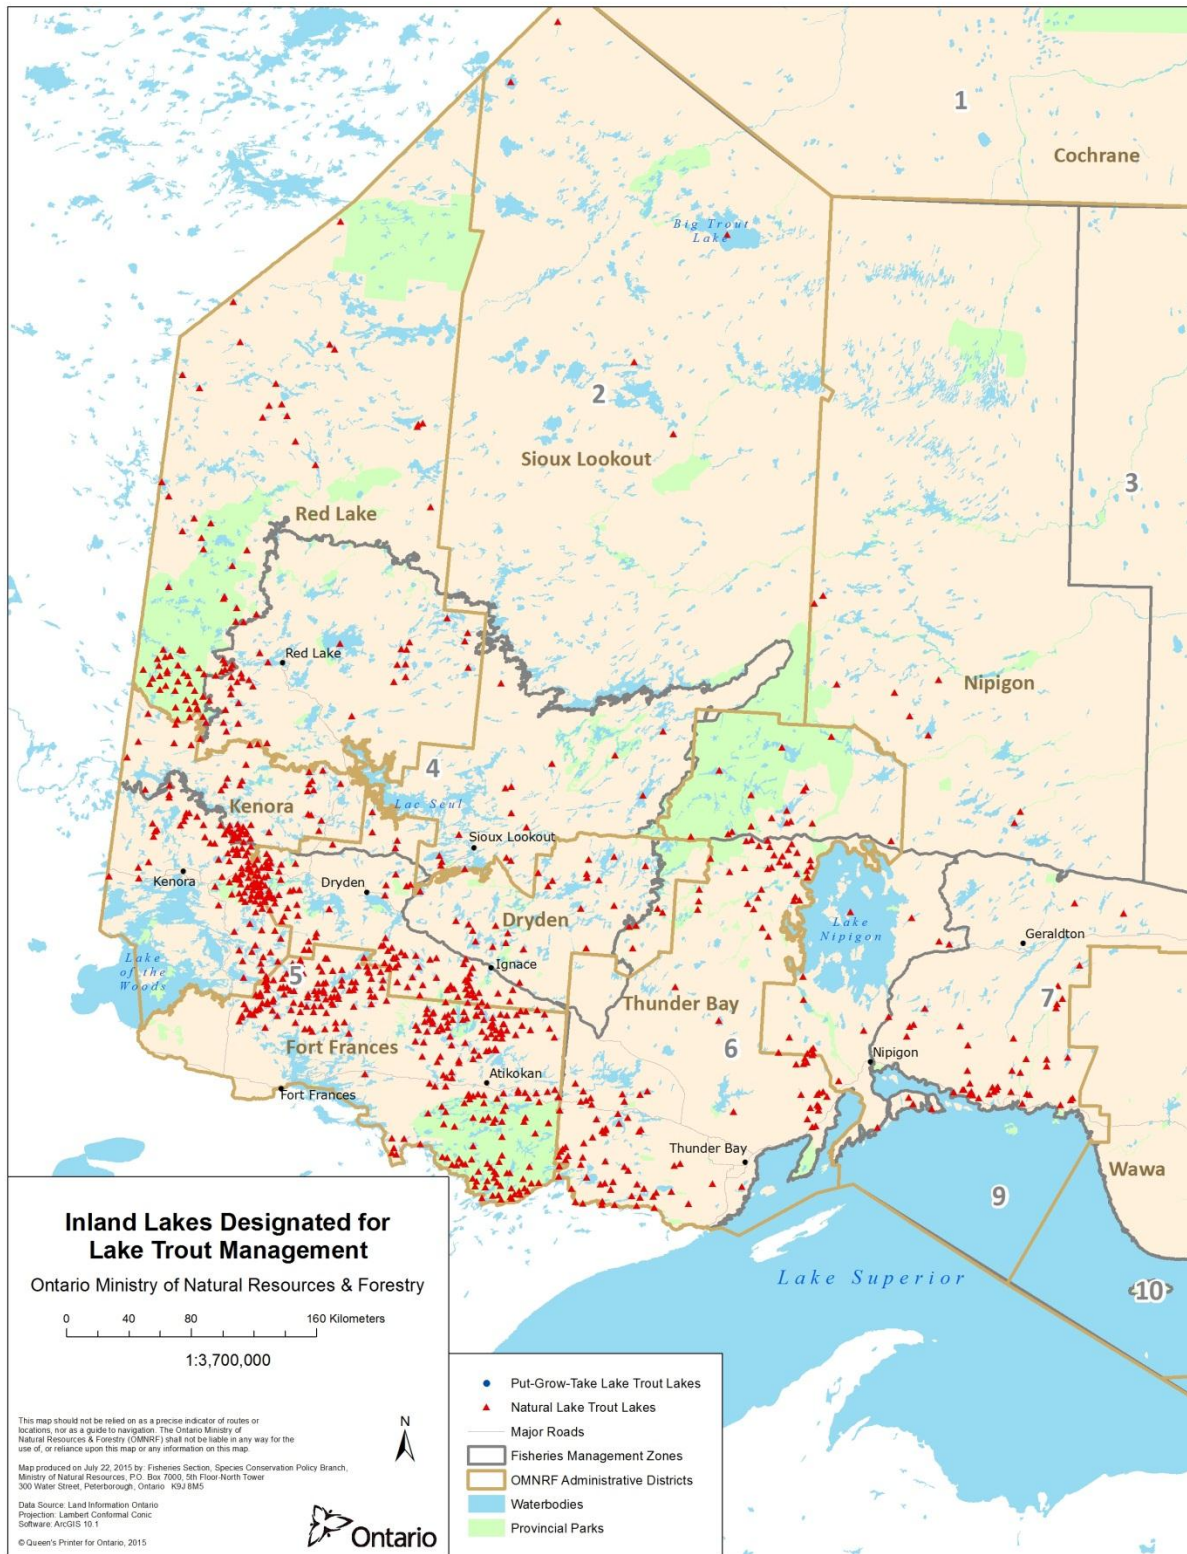 1
Cochrane
Big Trout
Lake
2
Sioux Lookout
3
Red Lake
Red Lake
Nipigon
4
Kenora
Lac Seul
Sioux Lookout
Kenora
Dryden
Dryden
Lake
Nipigon
Geraldton
Lake
of the
Woods
5
Ignace
Thunder Bay
7
Fort Frances
6
Nipigon
Atikokan
Fort Frances
Thunder Bay
Wawa
9
Lake Superior
10
Inland Lakes Designated for
Lake Trout Management
Ontario Ministry of Natural Resources & Forestry
0 40 80 160 Kilometers
1:3,700,000
This map should not be relied on as a precise indicator of routes or
locations, nor as a guide to navigation. The Ontario Ministry of
Natural Resources & Forestry (OMNRF) shall not be liable in any way for the
use of, or reliance upon this map or any information on this map.
Map produced on July 22, 2015 by: Fisheries Section, Species Conservation Policy Branch,
Ministry of Natural Resources, P.O. Box 7000, 5th Floor-North Tower
300 Water Street, Peterborough, Ontario K9J 8M5
Data Source: Land Information Ontario
Projection: Lambert Conformal Conic
Software: ArcGIS 10.1
© Queen's Printer for Ontario, 2015
N
Ontario
Put-Grow-Take Lake Trout Lakes
Natural Lake Trout Lakes
Major Roads
Fisheries Management Zones
OMNRF Administrative Districts
Waterbodies
Provincial Parks